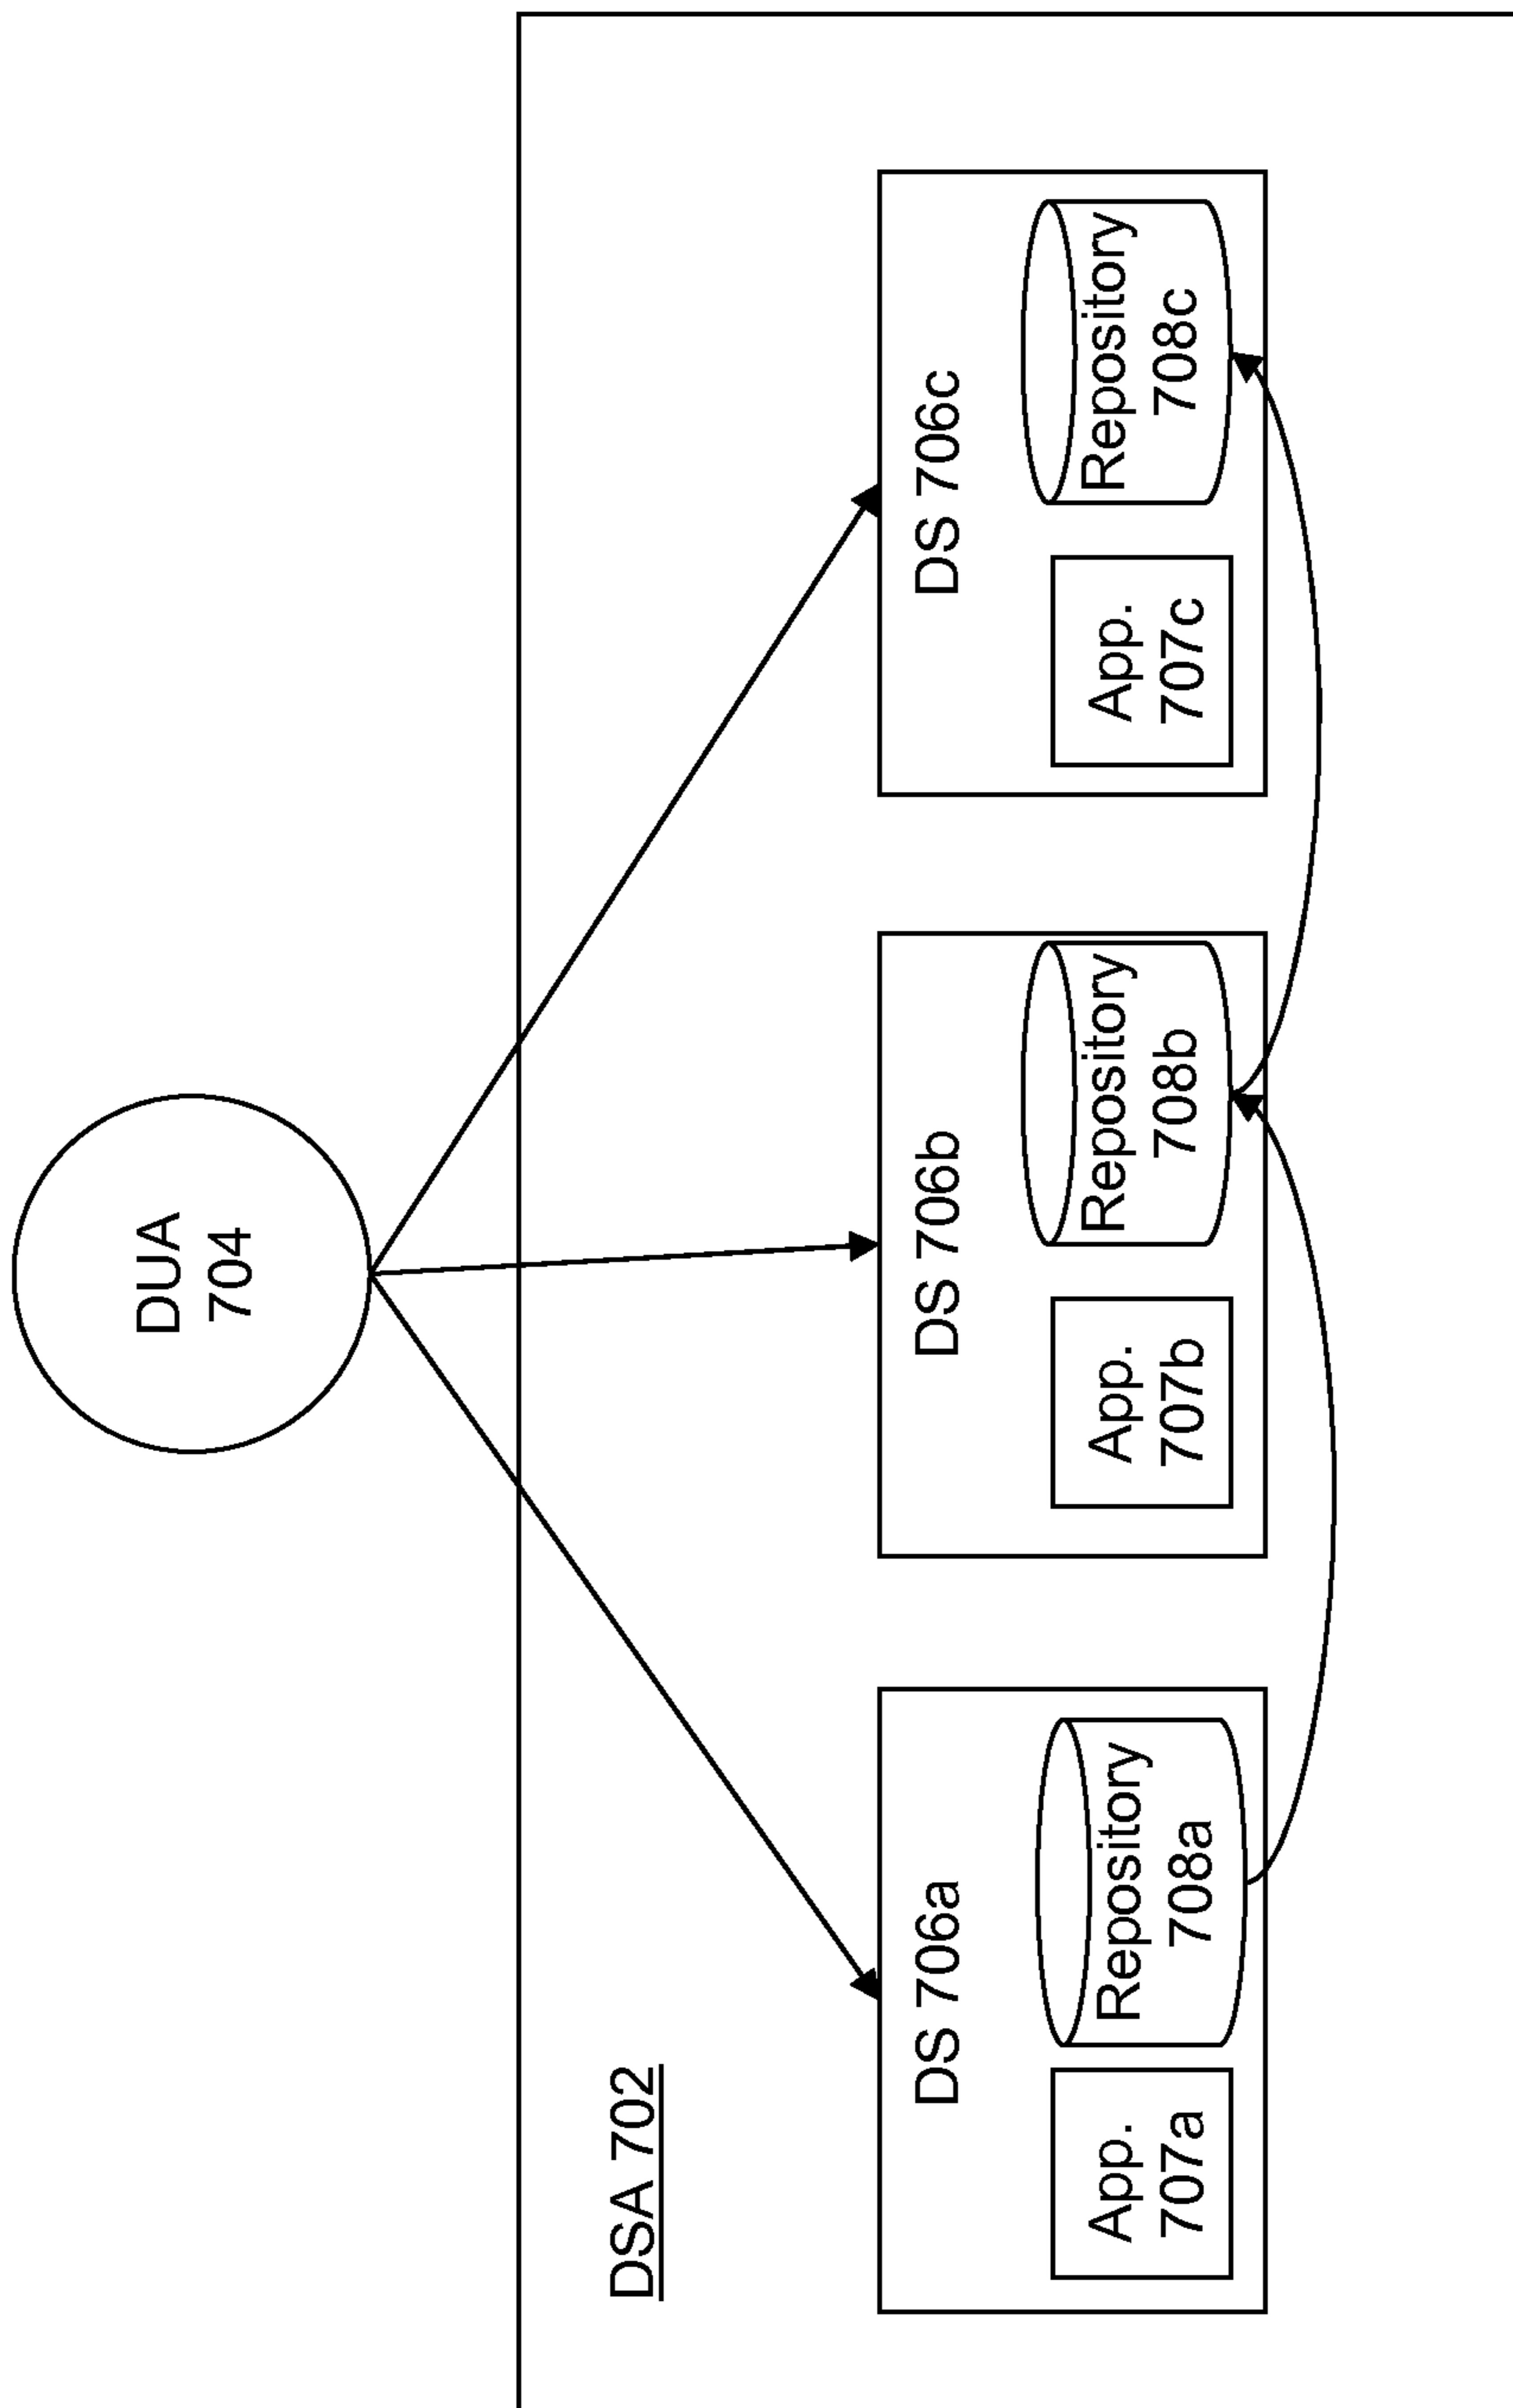 DUA
704
DSA 702
DS 706a
App.
707a
Repository
708a
DS 706b
App.
707b
Repository
708b
DS 706c
App.
707c
Repository
708c